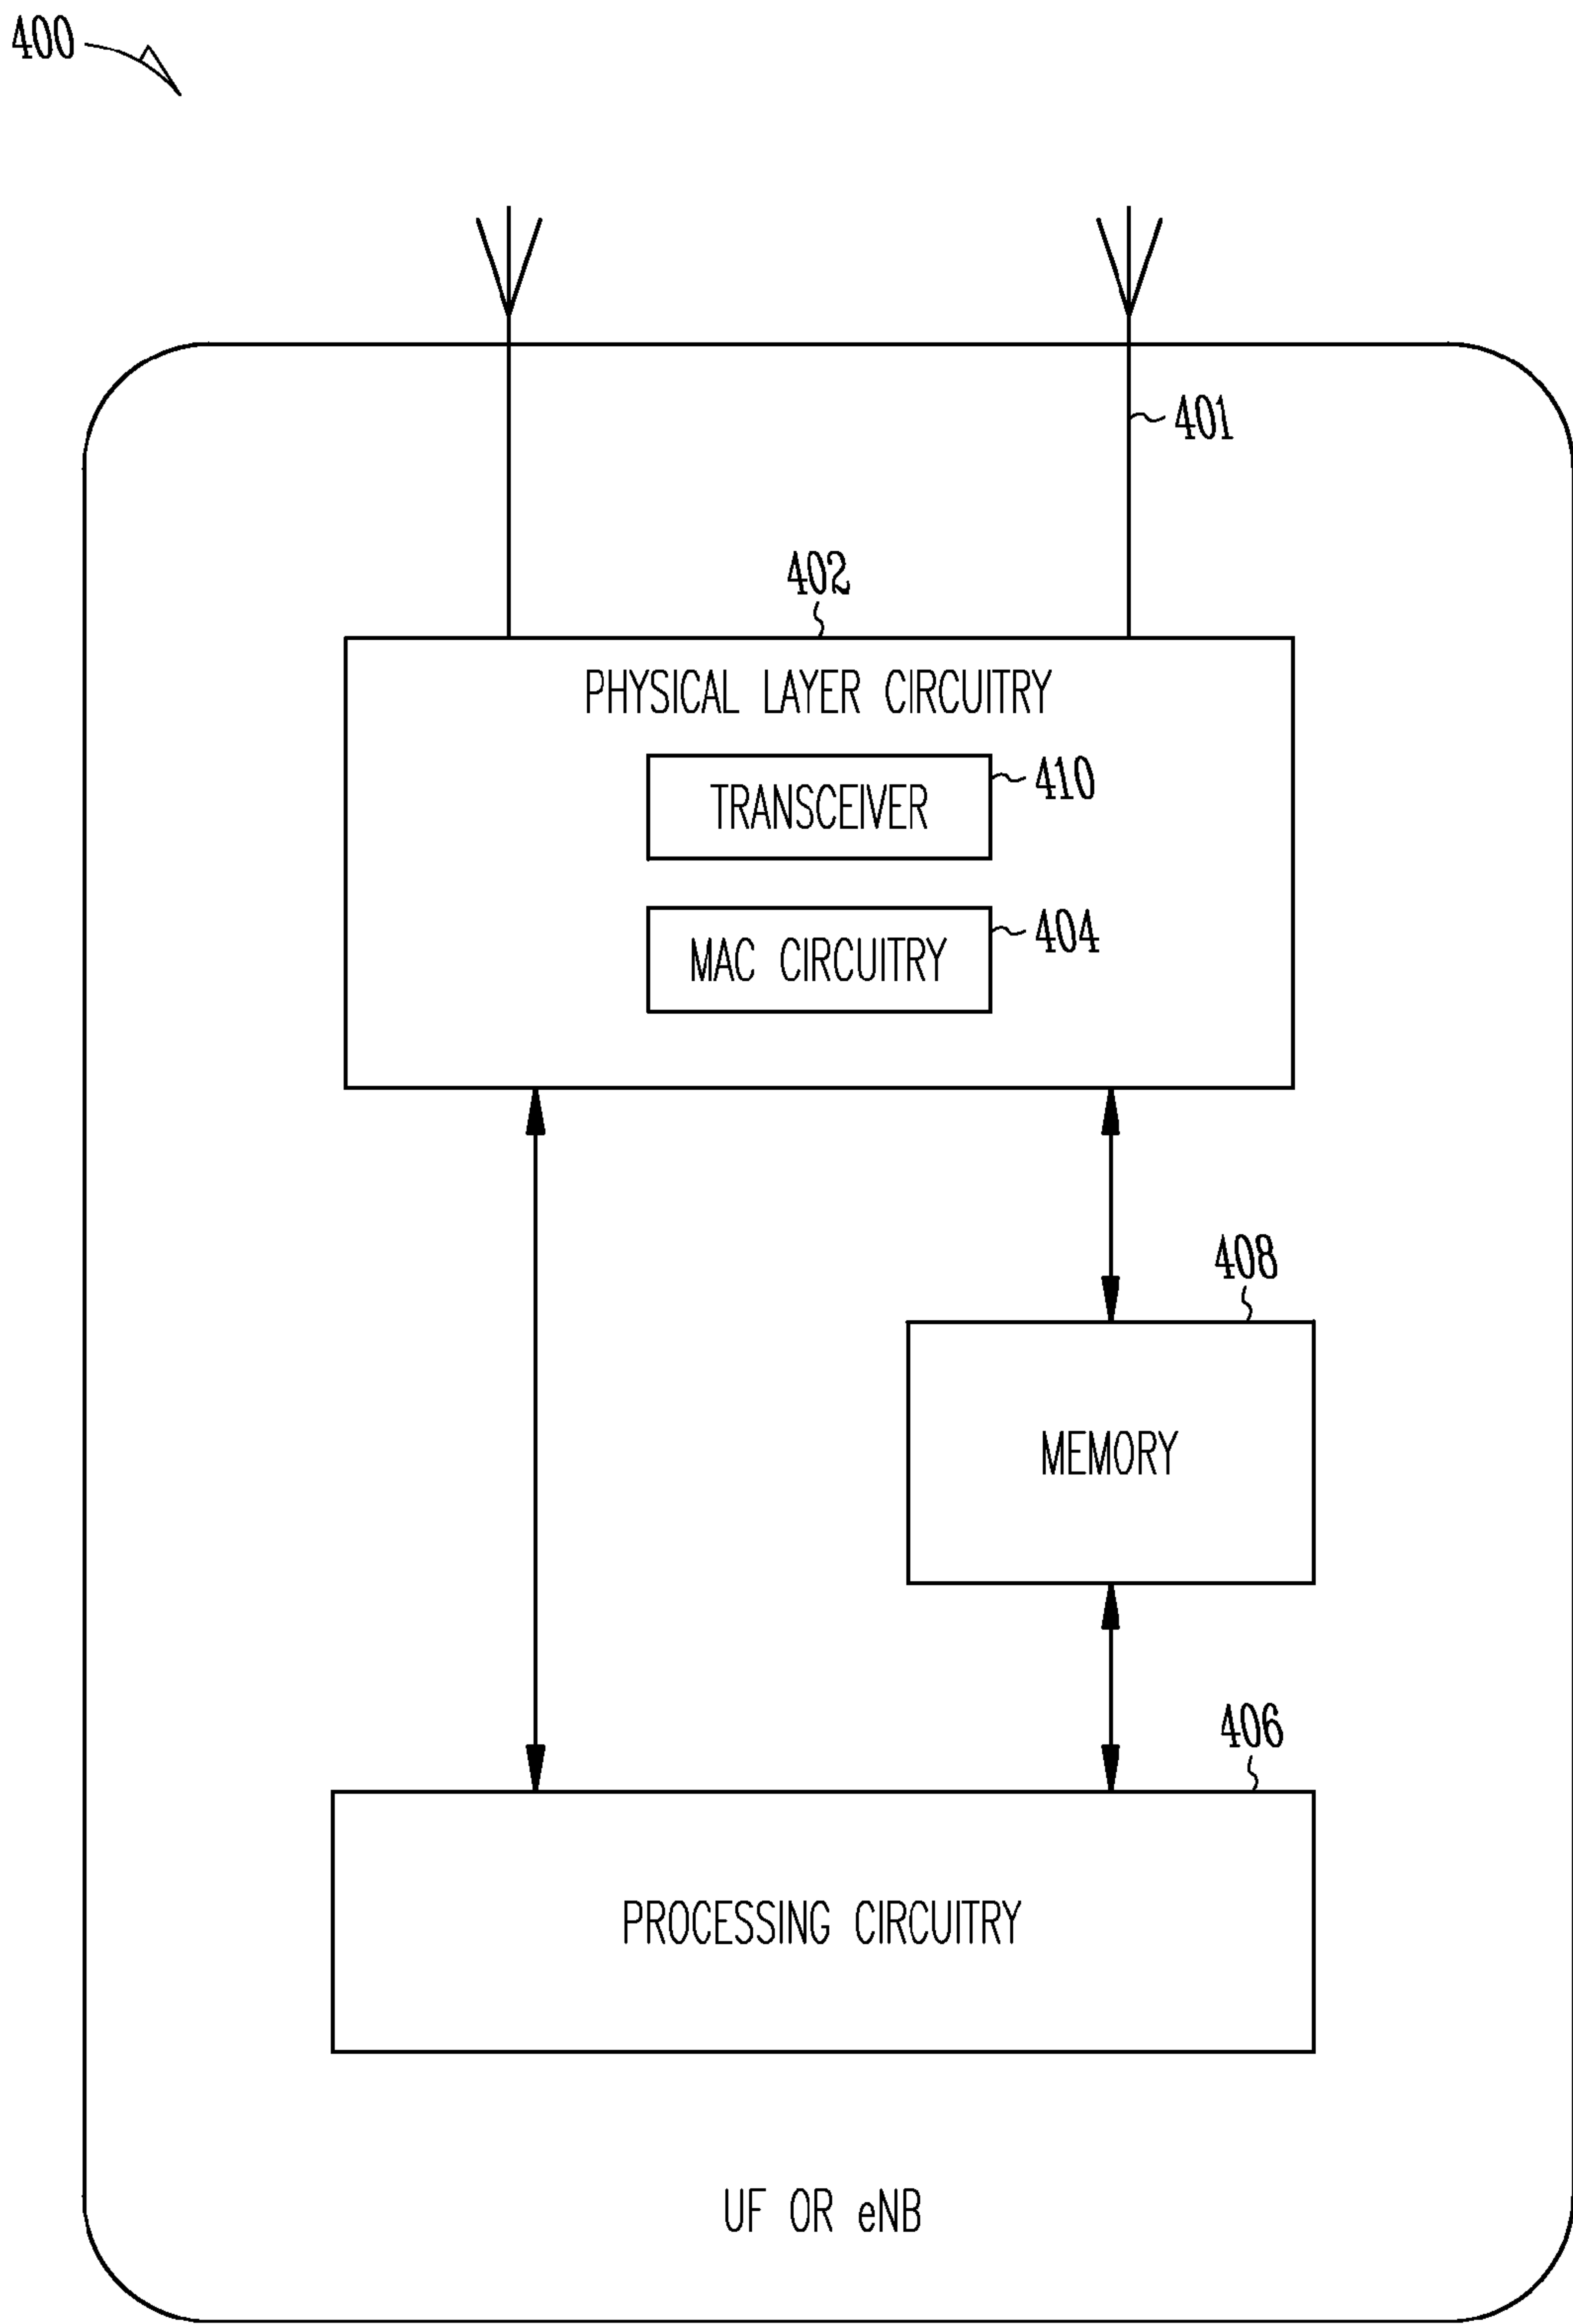 400
401
402
PHYSICAL LAYER CIRCUITRY
TRANSCEIVER
410
MAC CIRCUITRY
404
408
MEMORY
406
PROCESSING CIRCUITRY
UF OR eNB